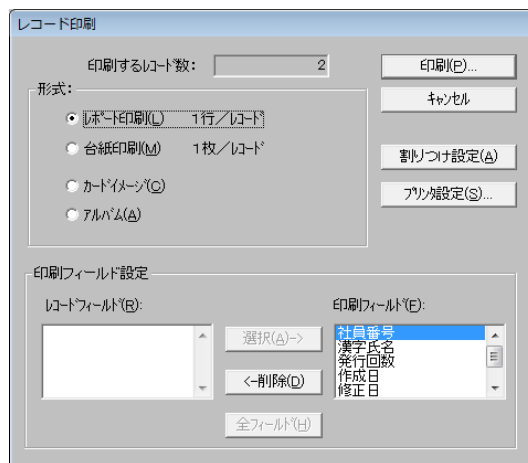 レコード印刷
印刷するレコード数： 2
印刷(P)...
キャンセル
形式：
レポート印刷(L) 1行／レコード
台紙印刷(M) 1枚／レコード
カードイメージ(C)
アルバム(A)
割りつけ設定(A)
プリンタ設定(S)...
印刷フィールド設定
レコードフィールド(R):
印刷フィールド(F):
選択(A)->
<-削除(D)
全フィールド(H)
社員番号
漢字氏名
発行回数
作成日
修正日